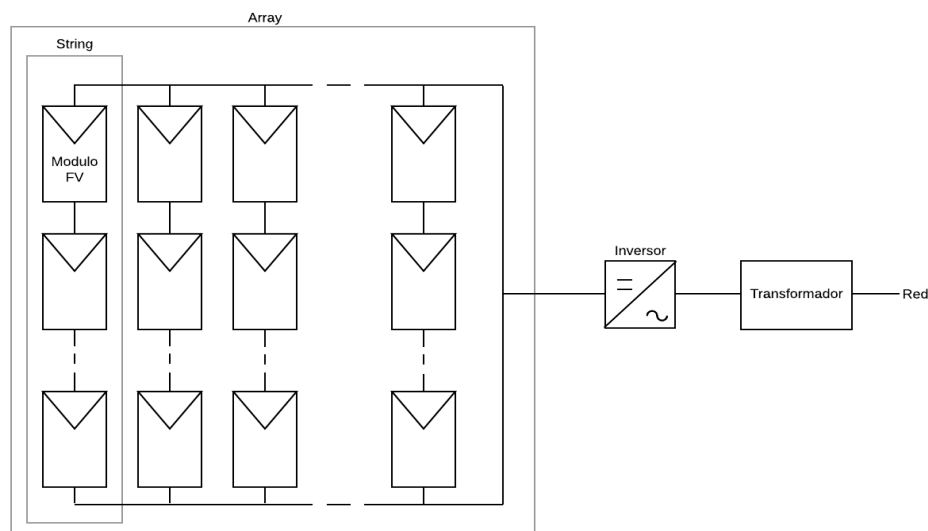 Array
String
Modulo
FV
Inversor
Transformador
Red